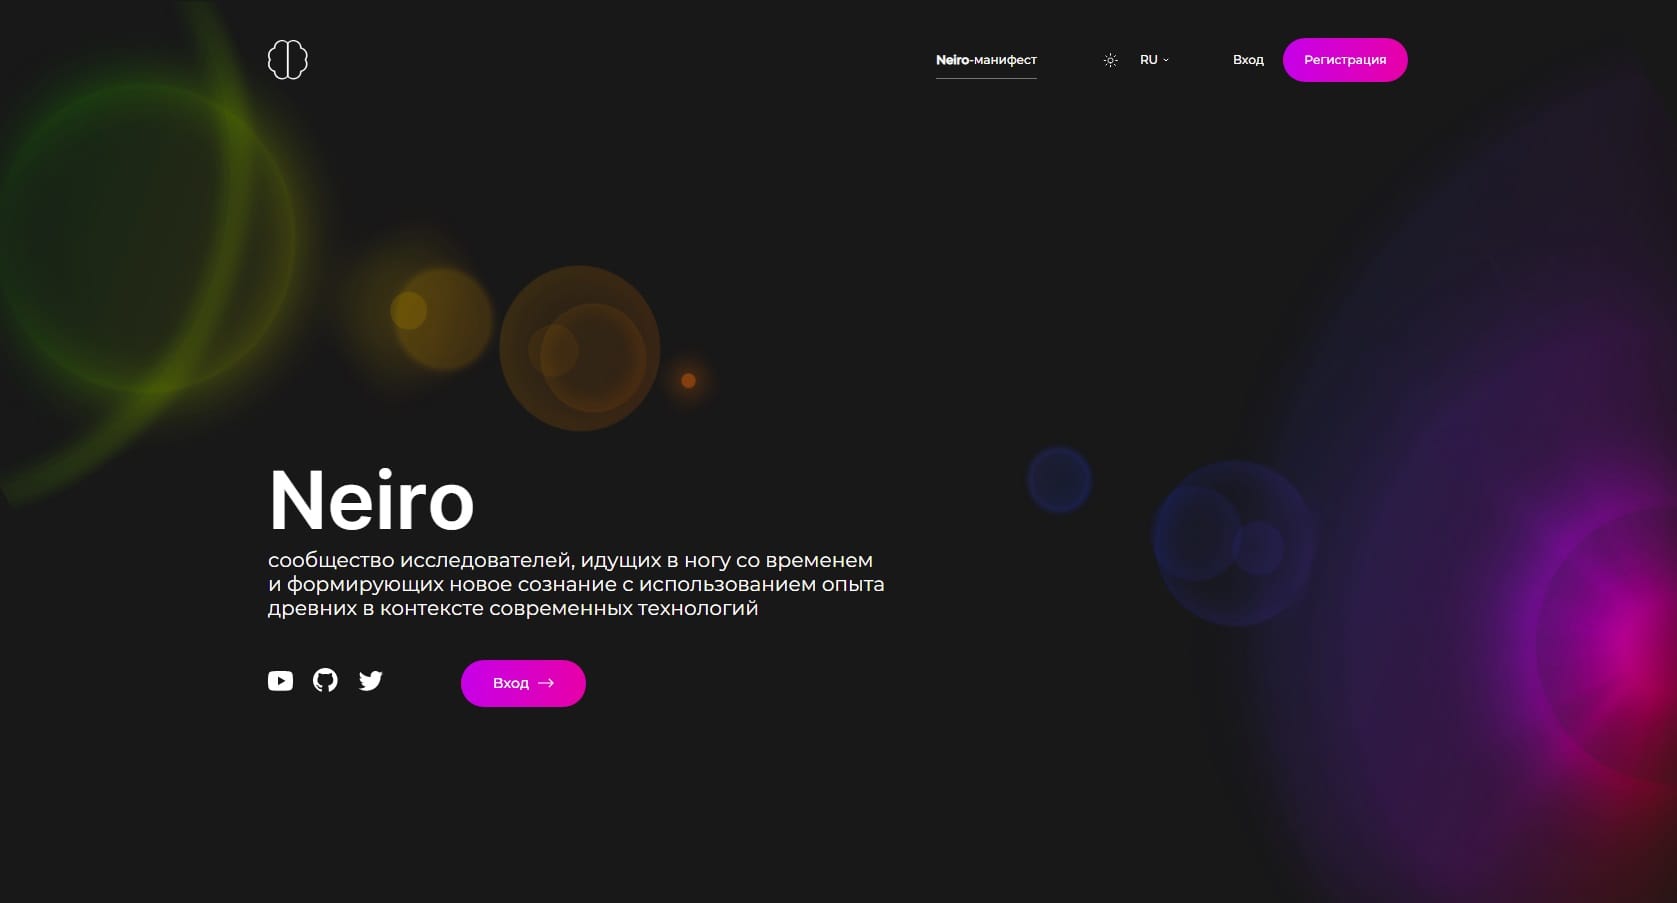 Neiro-манифест
RU
Вход
Регистрация
Neiro
сообщество исследователей, идущих в ногу со временем
и формирующих новое сознание с использованием опыта
древних в контексте современных технологий
Вход